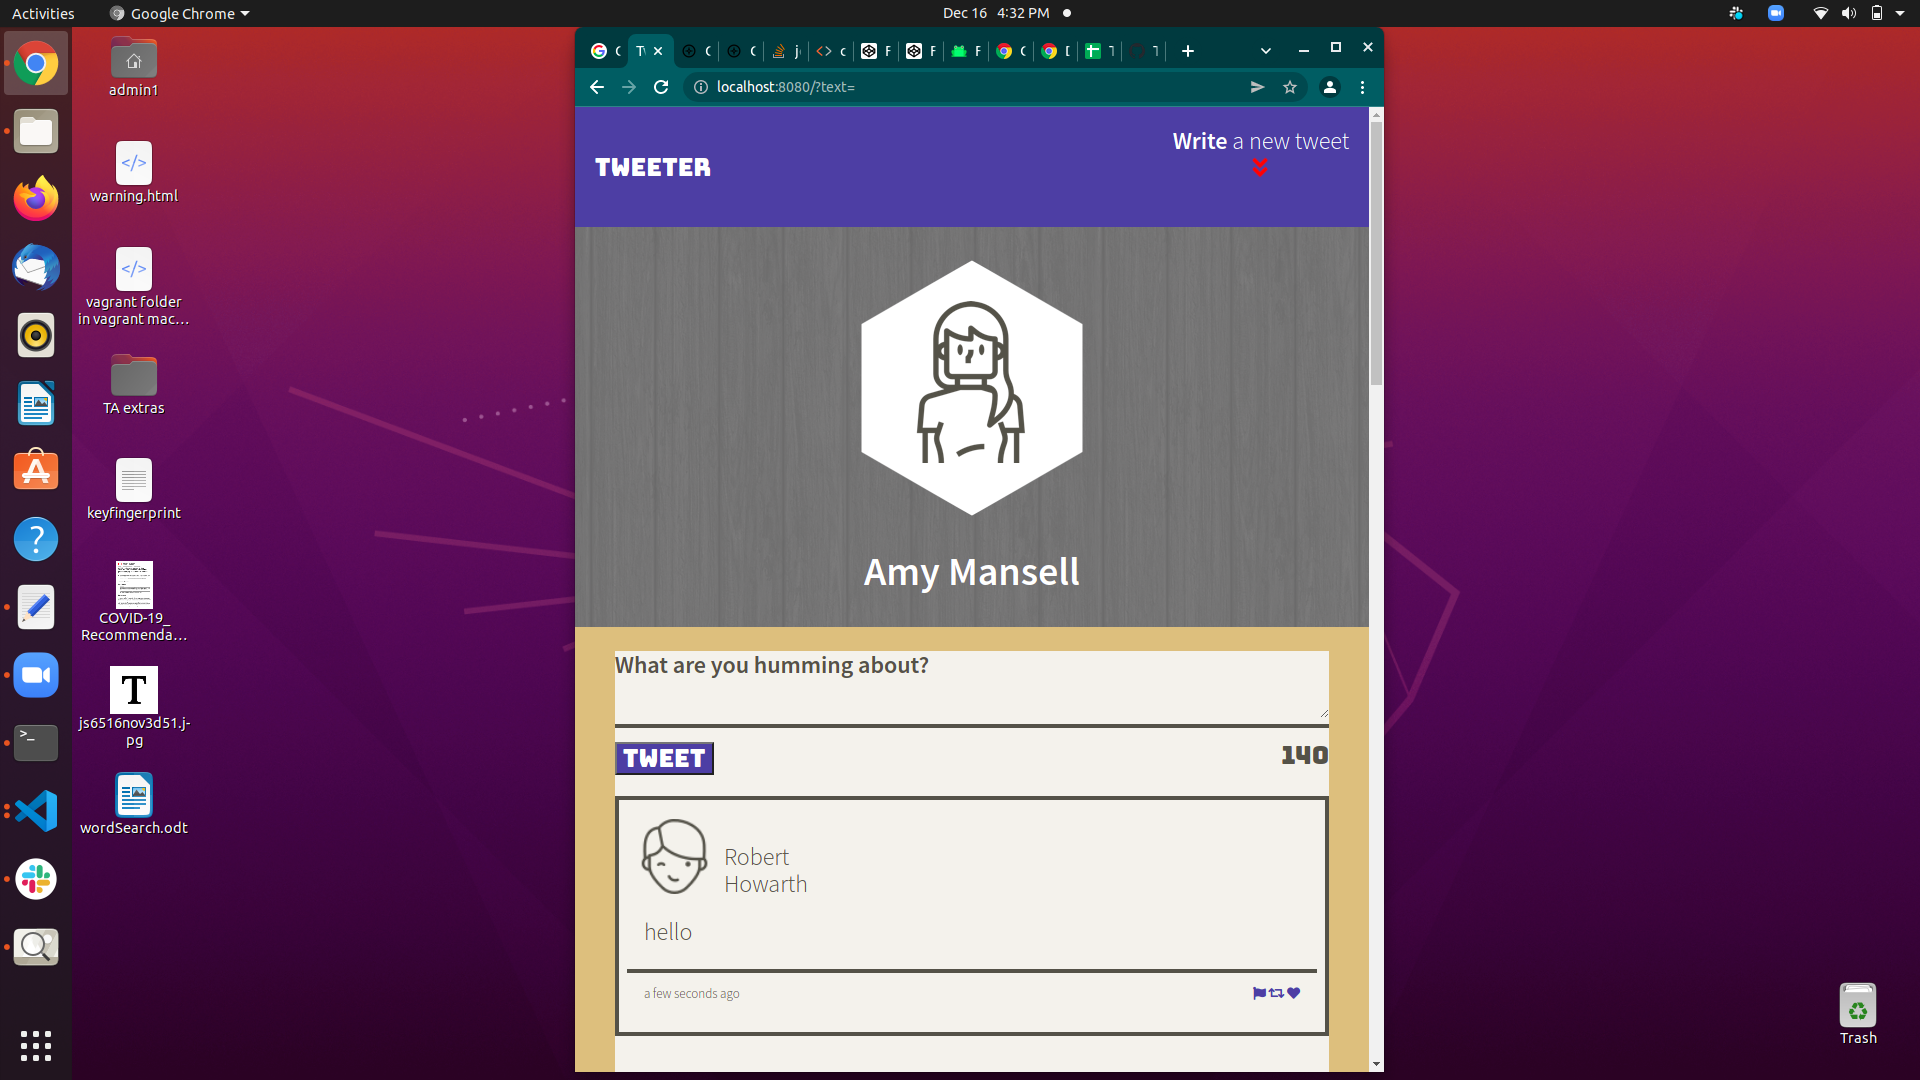 Activities
Google Chrome
Dec 16 4:32 PM
admin1
warning.html
vagrant folder
in vagrant mac...
TA extras
keyfingerprint
COVID-19_
Recommenda...
T
js6516nov3d51.j-
pg
wordSearch.odt
localhost:8080/?text=
TWEETER
Write a new tweet
Amy Mansell
What are you humming about?
TWEET
140
Robert
Howarth
hello
a few seconds ago
Trash